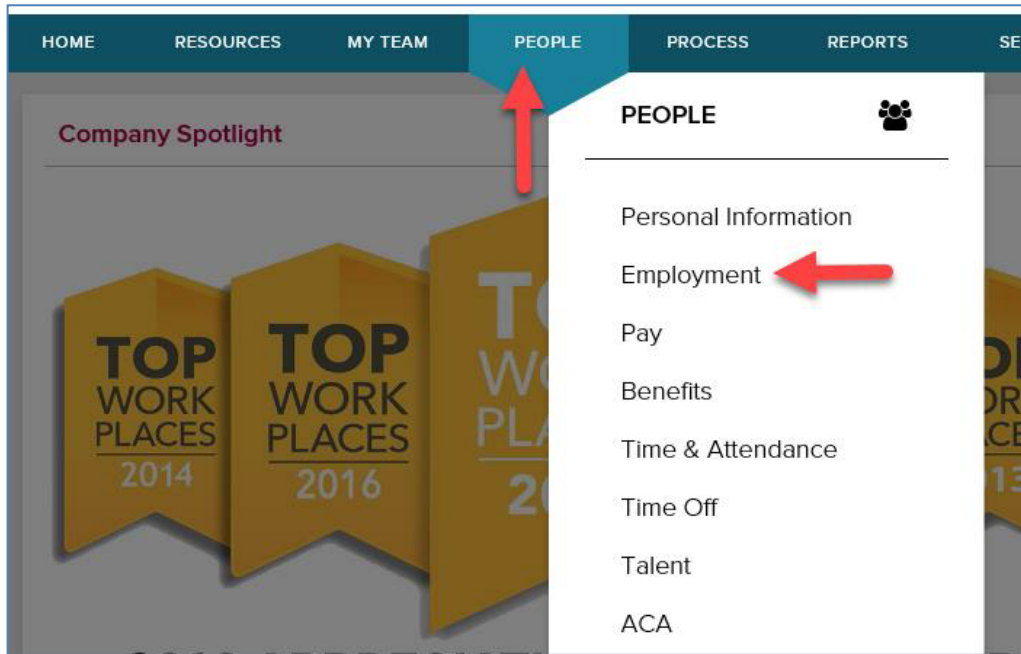 HOME RESOURCES MY TEAM PEOPLE PROCESS REPORTS SE
Company Spotlight
PEOPLE
Personal Information
Employment
Pay
Benefits
Time & Attendance
Time Off
Talent
ACA
TOP
WORK
PLACES
2014
TOP
WORK
PLACES
2016